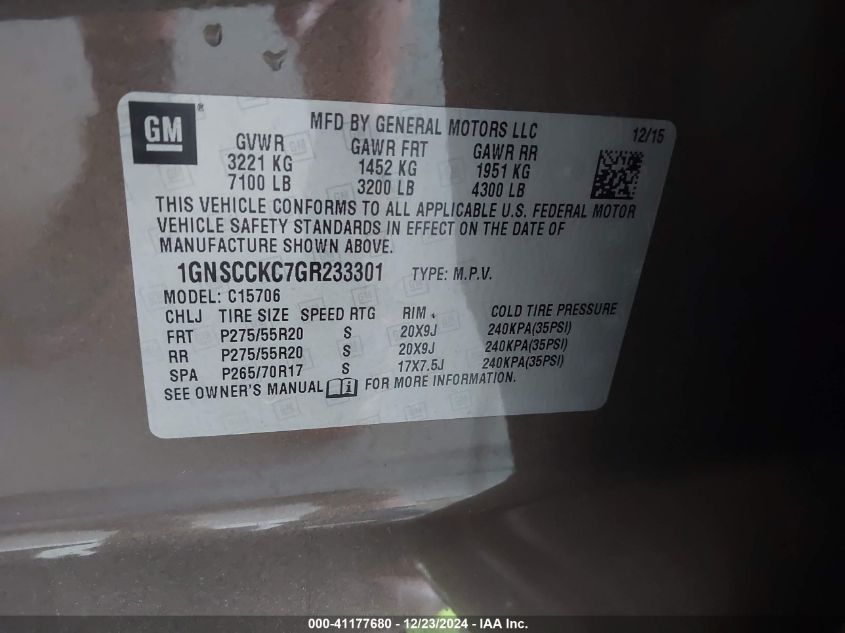 GM ®
MFD BY GENERAL MOTORS LLC 12/15
GVWR GAWR FRT GAWR RR
3221 KG 1452 KG 1951 KG
7100 LB 3200 LB 4300 LB
THIS VEHICLE CONFORMS TO ALL APPLICABLE U.S. FEDERAL MOTOR
VEHICLE SAFETY STANDARDS IN EFFECT ON THE DATE OF
MANUFACTURE SHOWN ABOVE.
1GNSCCKC7GR233301 TYPE: M.P.V.
MODEL: C15706
CHLJ TIRE SIZE SPEED RTG RIM COLD TIRE PRESSURE
FRT P275/55R20 S 20X9J 240KPA(35PSI)
RR P275/55R20 S 20X9J 240KPA(35PSI)
SPA P265/70R17 S 17X7.5J 240KPA(35PSI)
SEE OWNER'S MANUAL i FOR MORE INFORMATION.
000-41177680 - 12/23/2024 - IAA Inc.